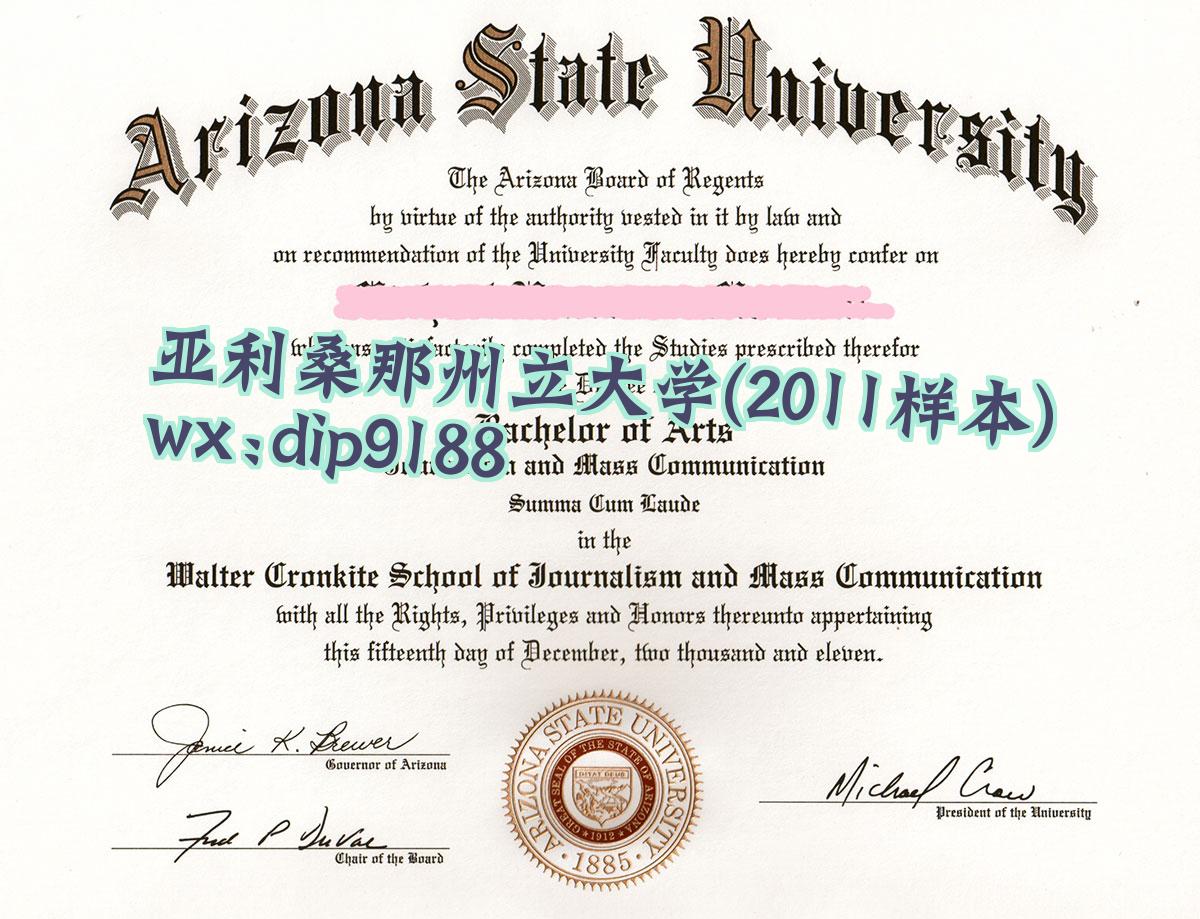 Arizona State University
The Arizona Board of Regents
by virtue of the authority vested in it by law and
on recommendation of the University Faculty does hereby confer on
completed the Studies prescribed therefor
亚利桑那州立大学(2011样本)
wx:dip9188
Bachelor of Arts
and Mass Communication
Summa Cum Laude
in the
Walter Cronkite School of Journalism and Mass Communication
with all the Rights, Privileges and Honors thereunto appertaining
this fifteenth day of December, two thousand and eleven.
Janice K. Brewer
Governor of Arizona
Fred P DuVal
Chair of the Board
ARIZONA STATE UNIVERSITY
GREAT SEAL OF THE STATE OF ARIZONA
DITAT DEUS
1912
1885
Michael Crow
President of the University